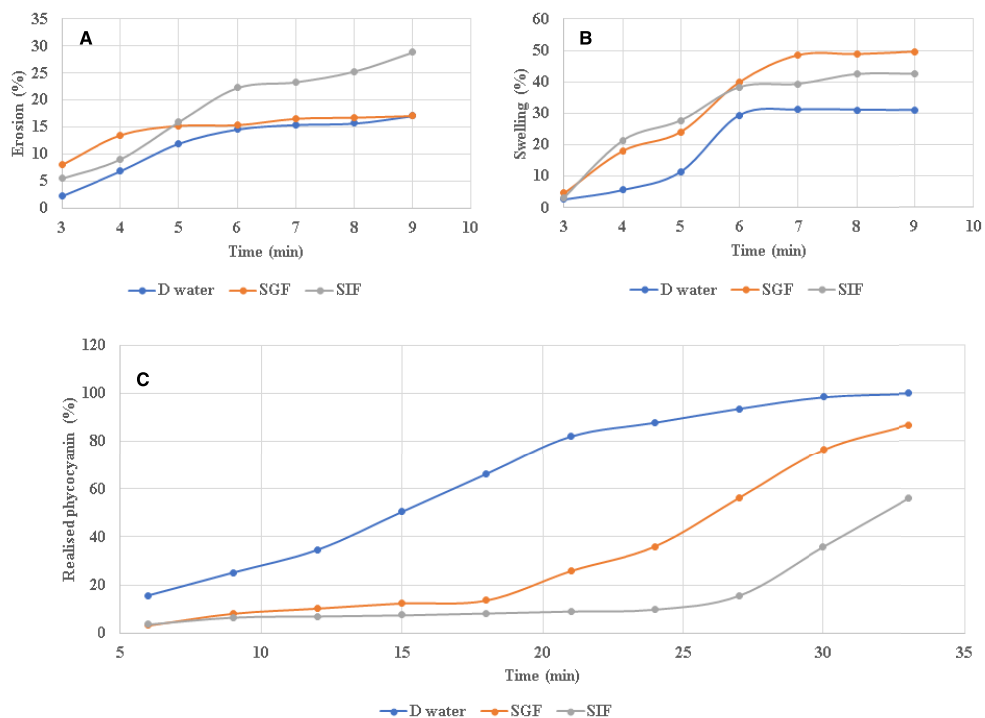 A
Erosion (%)
35
30
25
20
15
10
5
0
3 4 5 6 7 8 9 10
Time (min)
D water SGF SIF
B
Swelling (%)
60
50
40
30
20
10
0
3 4 5 6 7 8 9 10
Time (min)
D water SGF SIF
C
Realised phycocyanin (%)
120
100
80
60
40
20
0
5 10 15 20 25 30 35
Time (min)
D water SGF SIF